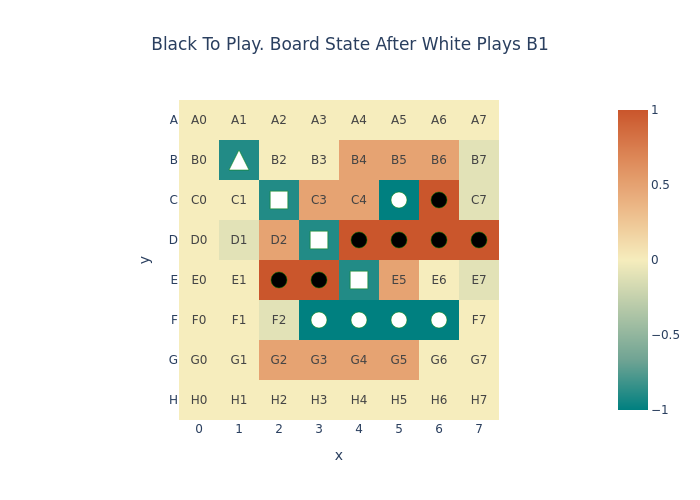 Black To Play. Board State After White Plays B1
A A0 A1 A2 A3 A4 A5 A6 A7
B B0 B2 B3 B4 B5 B6 B7
C C0 C1 C3 C4 C7
D D0 D1 D2
E E0 E1 E5 E6 E7
F F0 F1 F2 F7
G G0 G1 G2 G3 G4 G5 G6 G7
H H0 H1 H2 H3 H4 H5 H6 H7
0 1 2 3 4 5 6 7
x
y
1
0.5
0
−0.5
−1